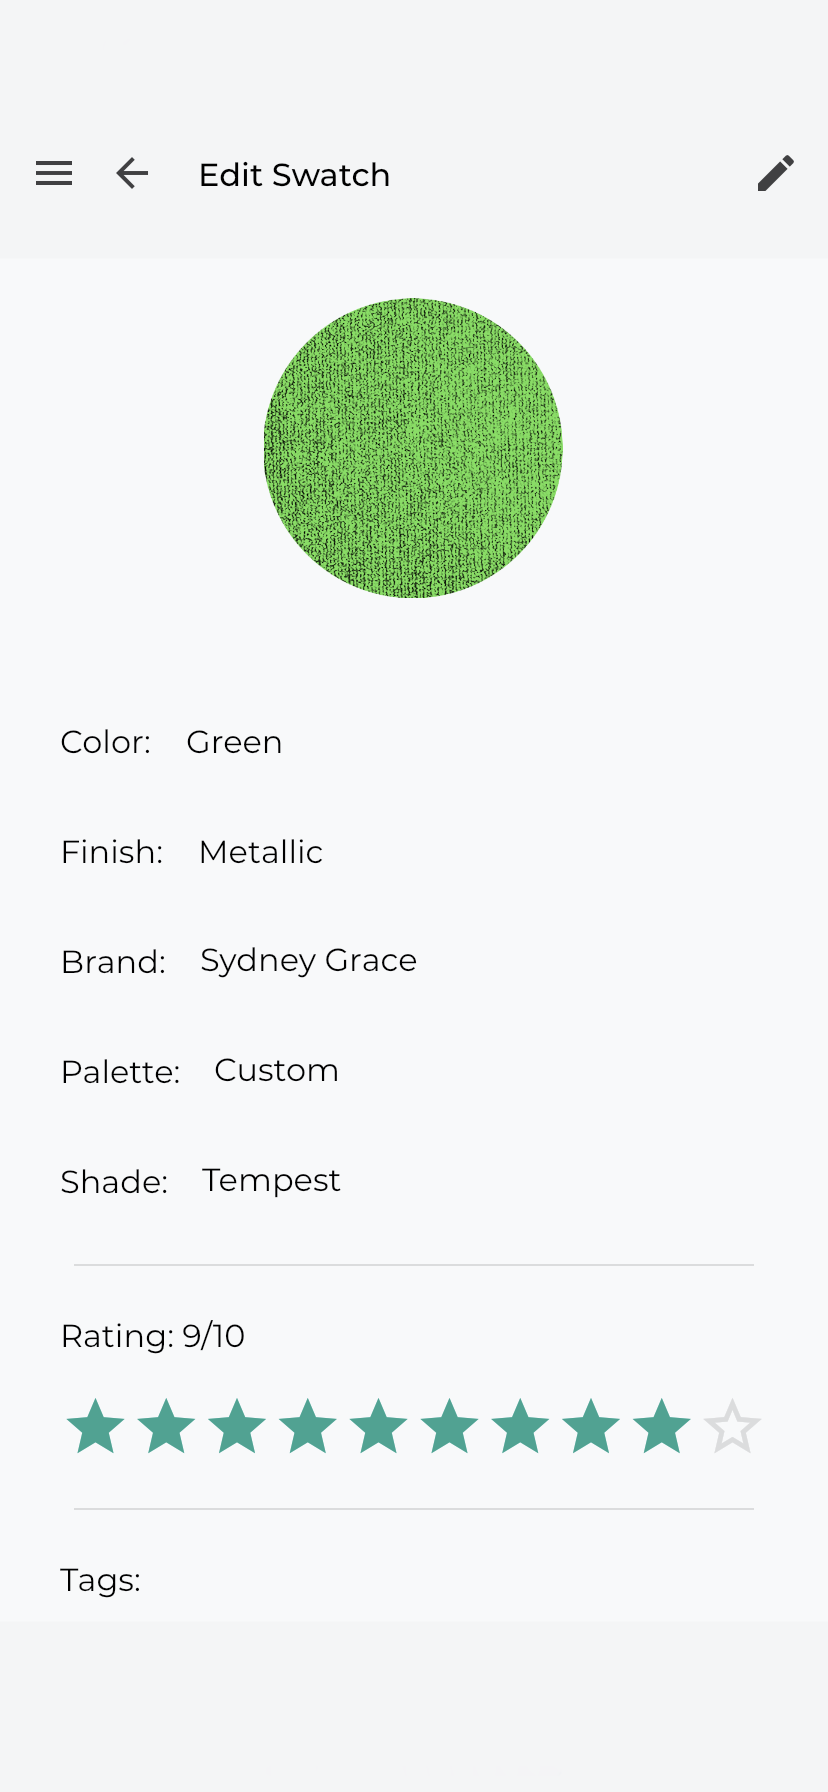 Edit Swatch
Color: Green
Finish: Metallic
Brand: Sydney Grace
Palette: Custom
Shade: Tempest
Rating: 9/10
Tags: